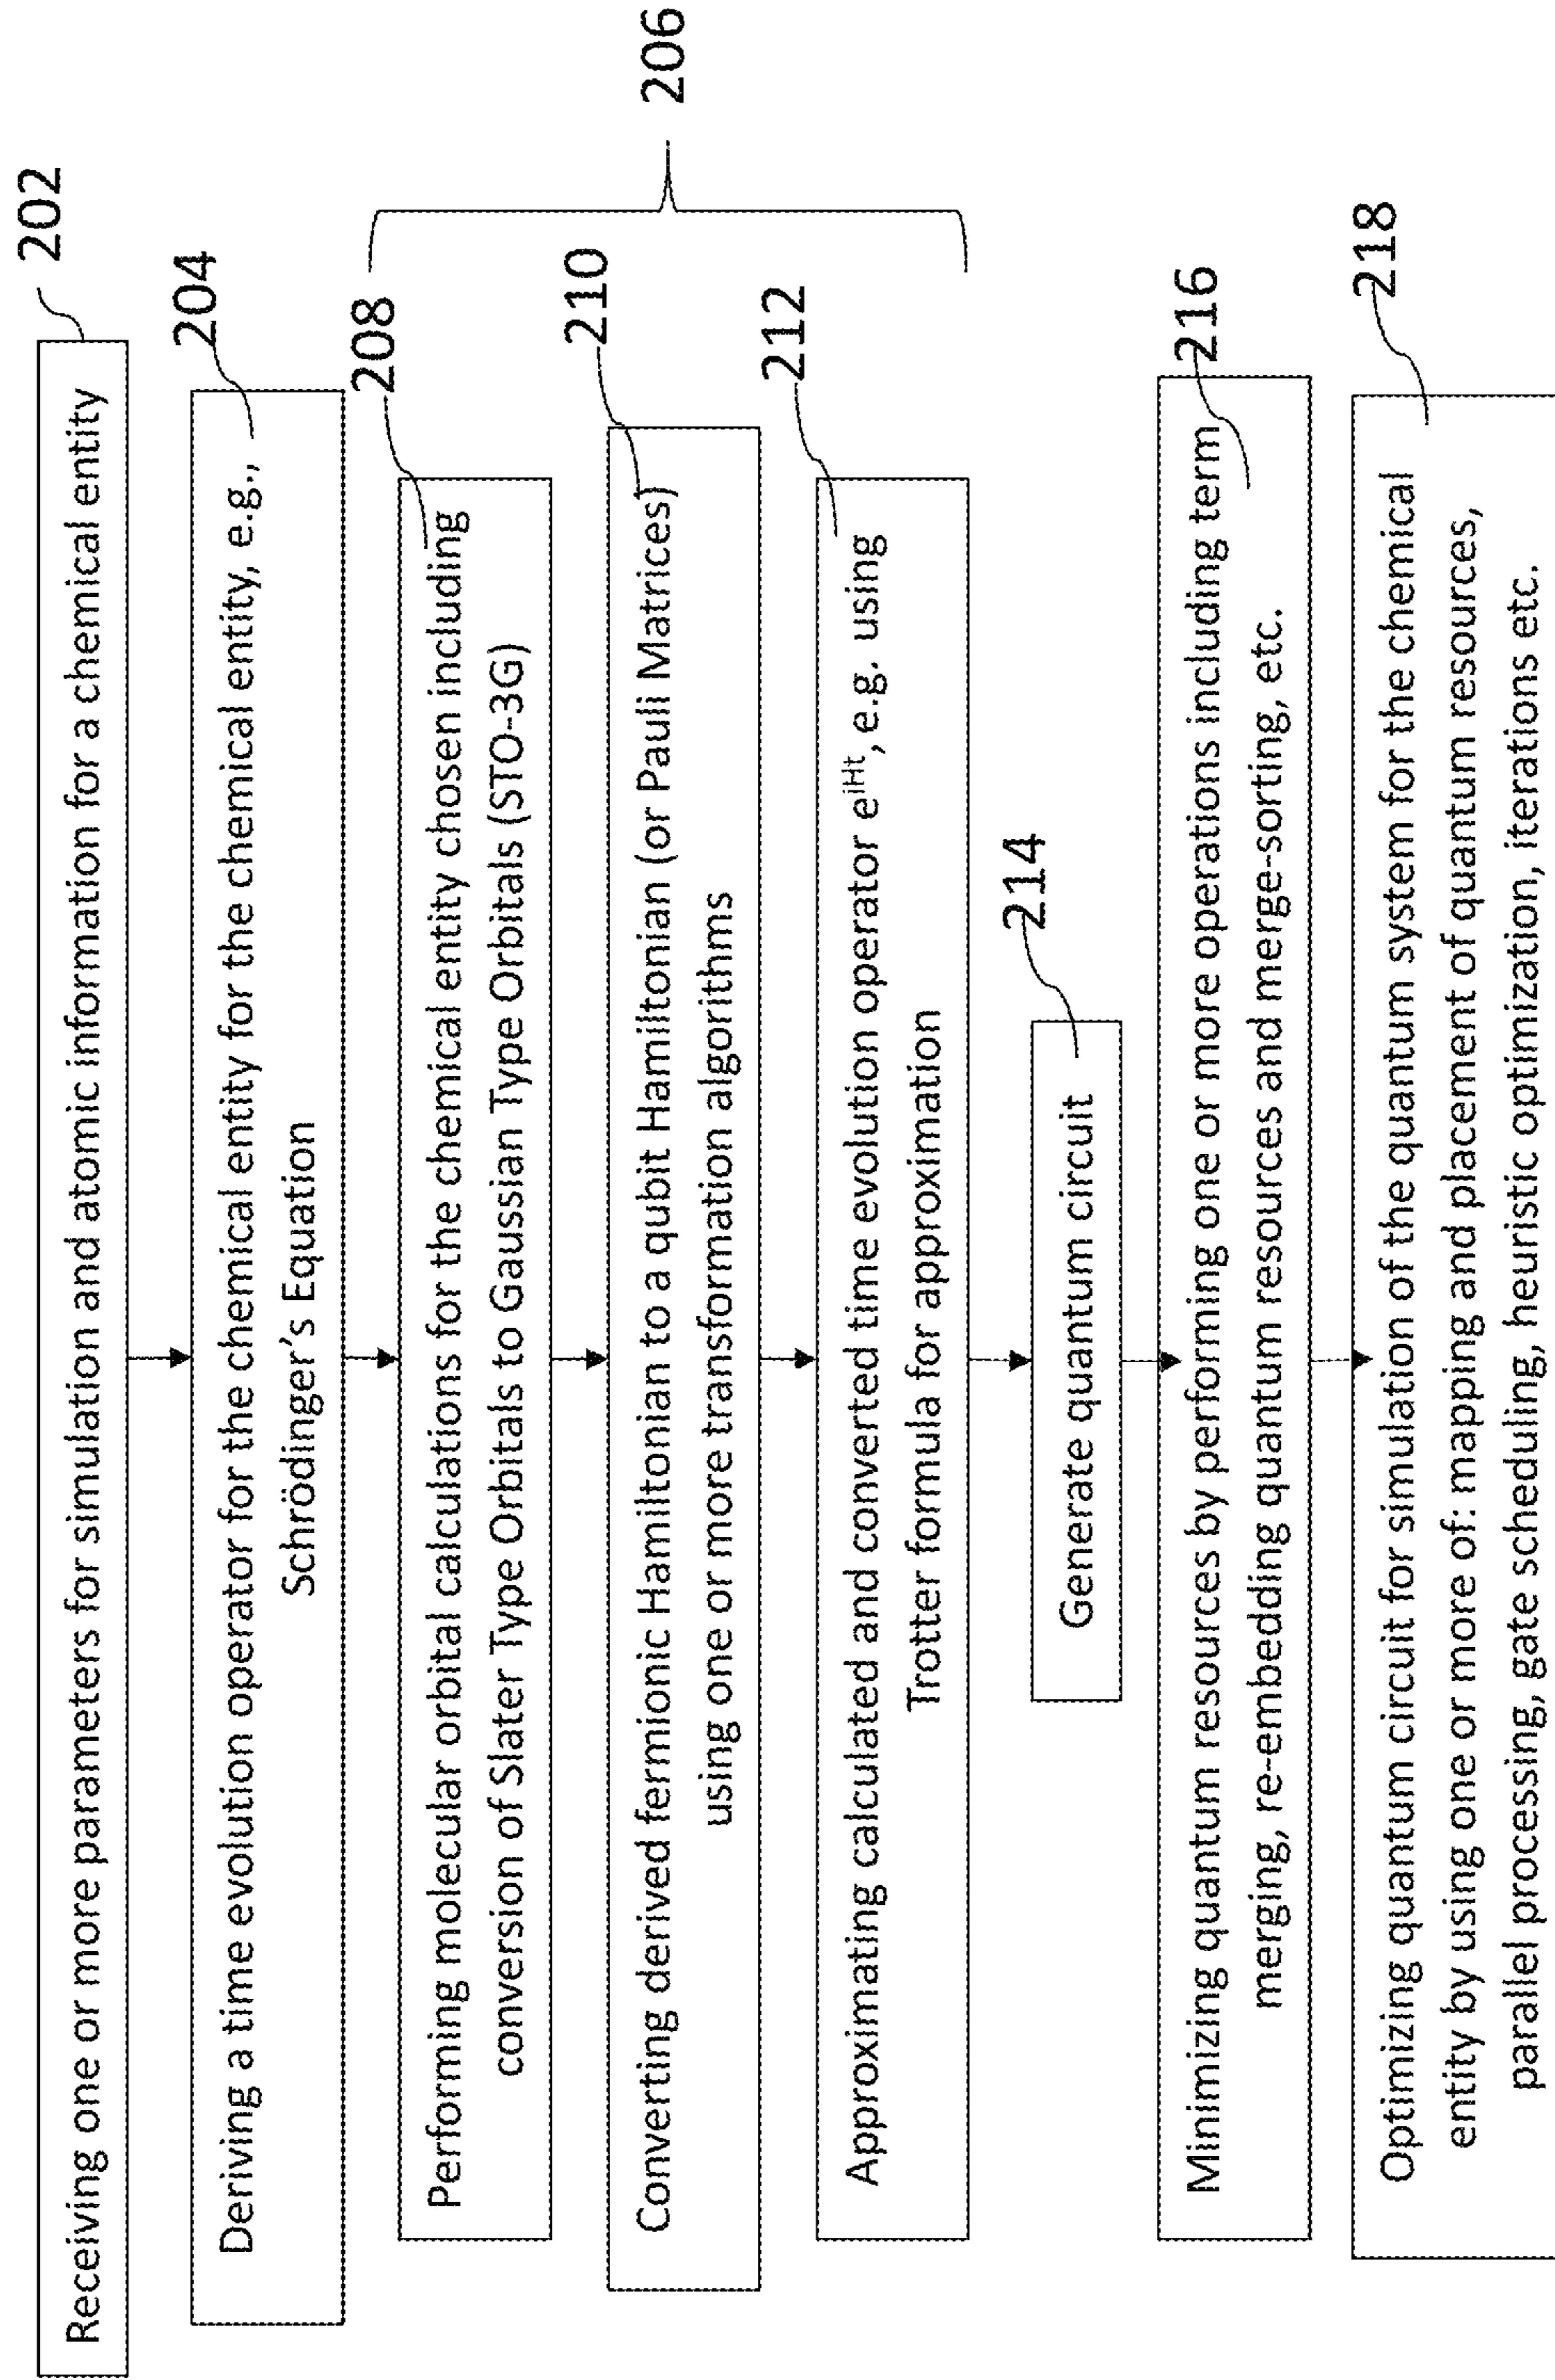 Receiving one or more parameters for simulation and atomic information for a chemical entity
202
Deriving a time evolution operator for the chemical entity for the chemical entity, e.g.,
Schrödinger's Equation
204
Performing molecular orbital calculations for the chemical entity chosen including
conversion of Slater Type Orbitals to Gaussian Type Orbitals (STO-3G)
208
206
Converting derived fermionic Hamiltonian to a qubit Hamiltonian (or Pauli Matrices)
using one or more transformation algorithms
210
Approximating calculated and converted time evolution operator e^iHt, e.g. using
Trotter formula for approximation
212
Generate quantum circuit
214
Minimizing quantum resources by performing one or more operations including term
merging, re-embedding quantum resources and merge-sorting, etc.
216
Optimizing quantum circuit for simulation of the quantum system for the chemical
entity by using one or more of: mapping and placement of quantum resources,
parallel processing, gate scheduling, heuristic optimization, iterations etc.
218